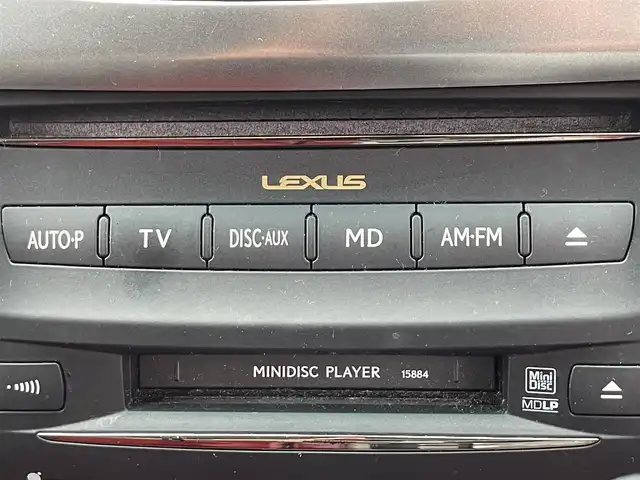 LEXUS
AUTO·P TV DISC·AUX MD AM·FM
MINIDISC PLAYER 15884
Mini
Disc
MDLP